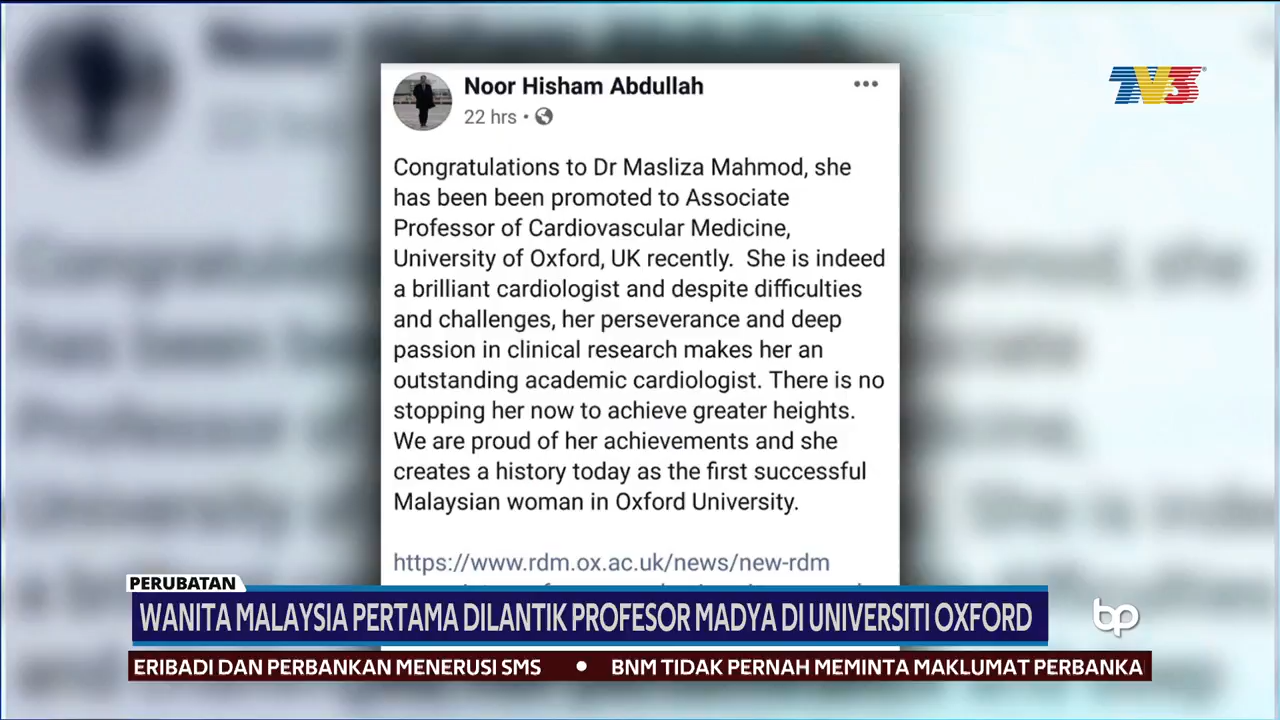 TV3
Noor Hisham Abdullah
22 hrs •
Congratulations to Dr Masliza Mahmod, she
has been been promoted to Associate
Professor of Cardiovascular Medicine,
University of Oxford, UK recently.  She is indeed
a brilliant cardiologist and despite difficulties
and challenges, her perseverance and deep
passion in clinical research makes her an
outstanding academic cardiologist. There is no
stopping her now to achieve greater heights.
We are proud of her achievements and she
creates a history today as the first successful
Malaysian woman in Oxford University.
https://www.rdm.ox.ac.uk/news/new-rdm
PERUBATAN
WANITA MALAYSIA PERTAMA DILANTIK PROFESOR MADYA DI UNIVERSITI OXFORD
bp
ERIBADI DAN PERBANKAN MENERUSI SMS • BNM TIDAK PERNAH MEMINTA MAKLUMAT PERBANKA